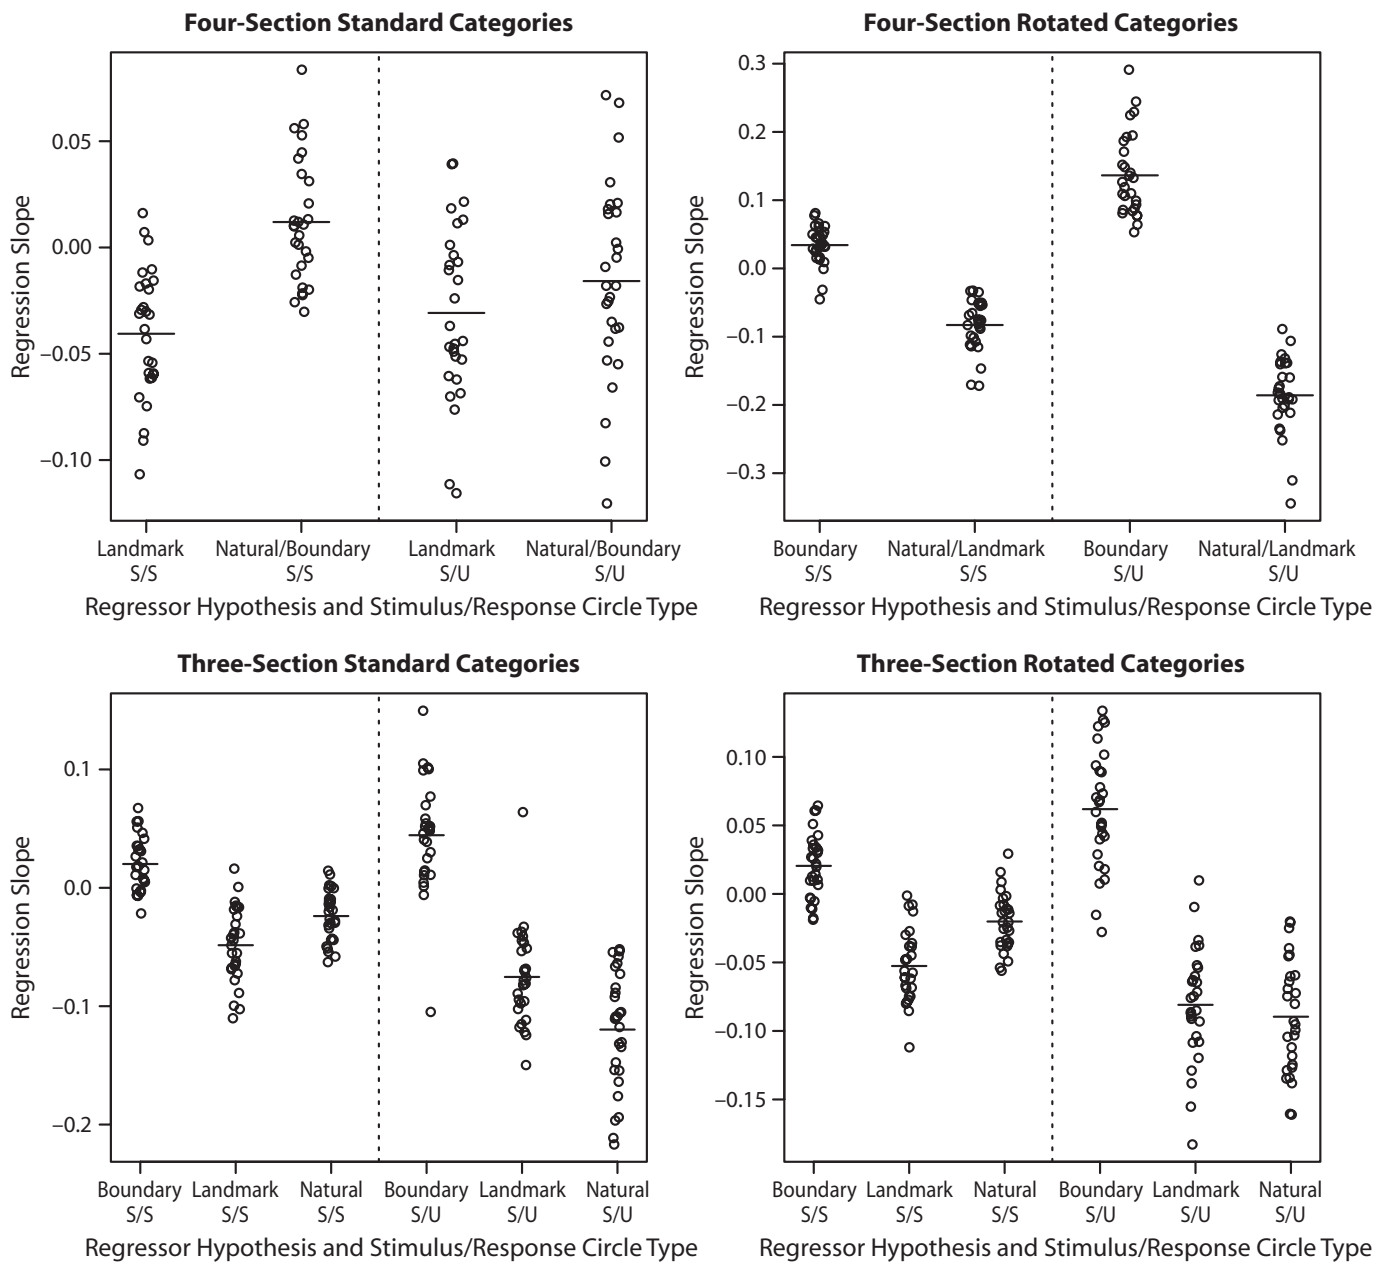 Four-Section Standard Categories
Regression Slope
0.05
0.00
−0.05
−0.10
Landmark Natural/Boundary Landmark Natural/Boundary
S/S S/S S/U S/U
Regressor Hypothesis and Stimulus/Response Circle Type
Four-Section Rotated Categories
Regression Slope
0.3
0.2
0.1
0.0
−0.1
−0.2
−0.3
Boundary Natural/Landmark Boundary Natural/Landmark
S/S S/S S/U S/U
Regressor Hypothesis and Stimulus/Response Circle Type
Three-Section Standard Categories
Regression Slope
0.1
0.0
−0.1
−0.2
Boundary Landmark Natural Boundary Landmark Natural
S/S S/S S/S S/U S/U S/U
Regressor Hypothesis and Stimulus/Response Circle Type
Three-Section Rotated Categories
Regression Slope
0.10
0.05
0.00
−0.05
−0.10
−0.15
Boundary Landmark Natural Boundary Landmark Natural
S/S S/S S/S S/U S/U S/U
Regressor Hypothesis and Stimulus/Response Circle Type